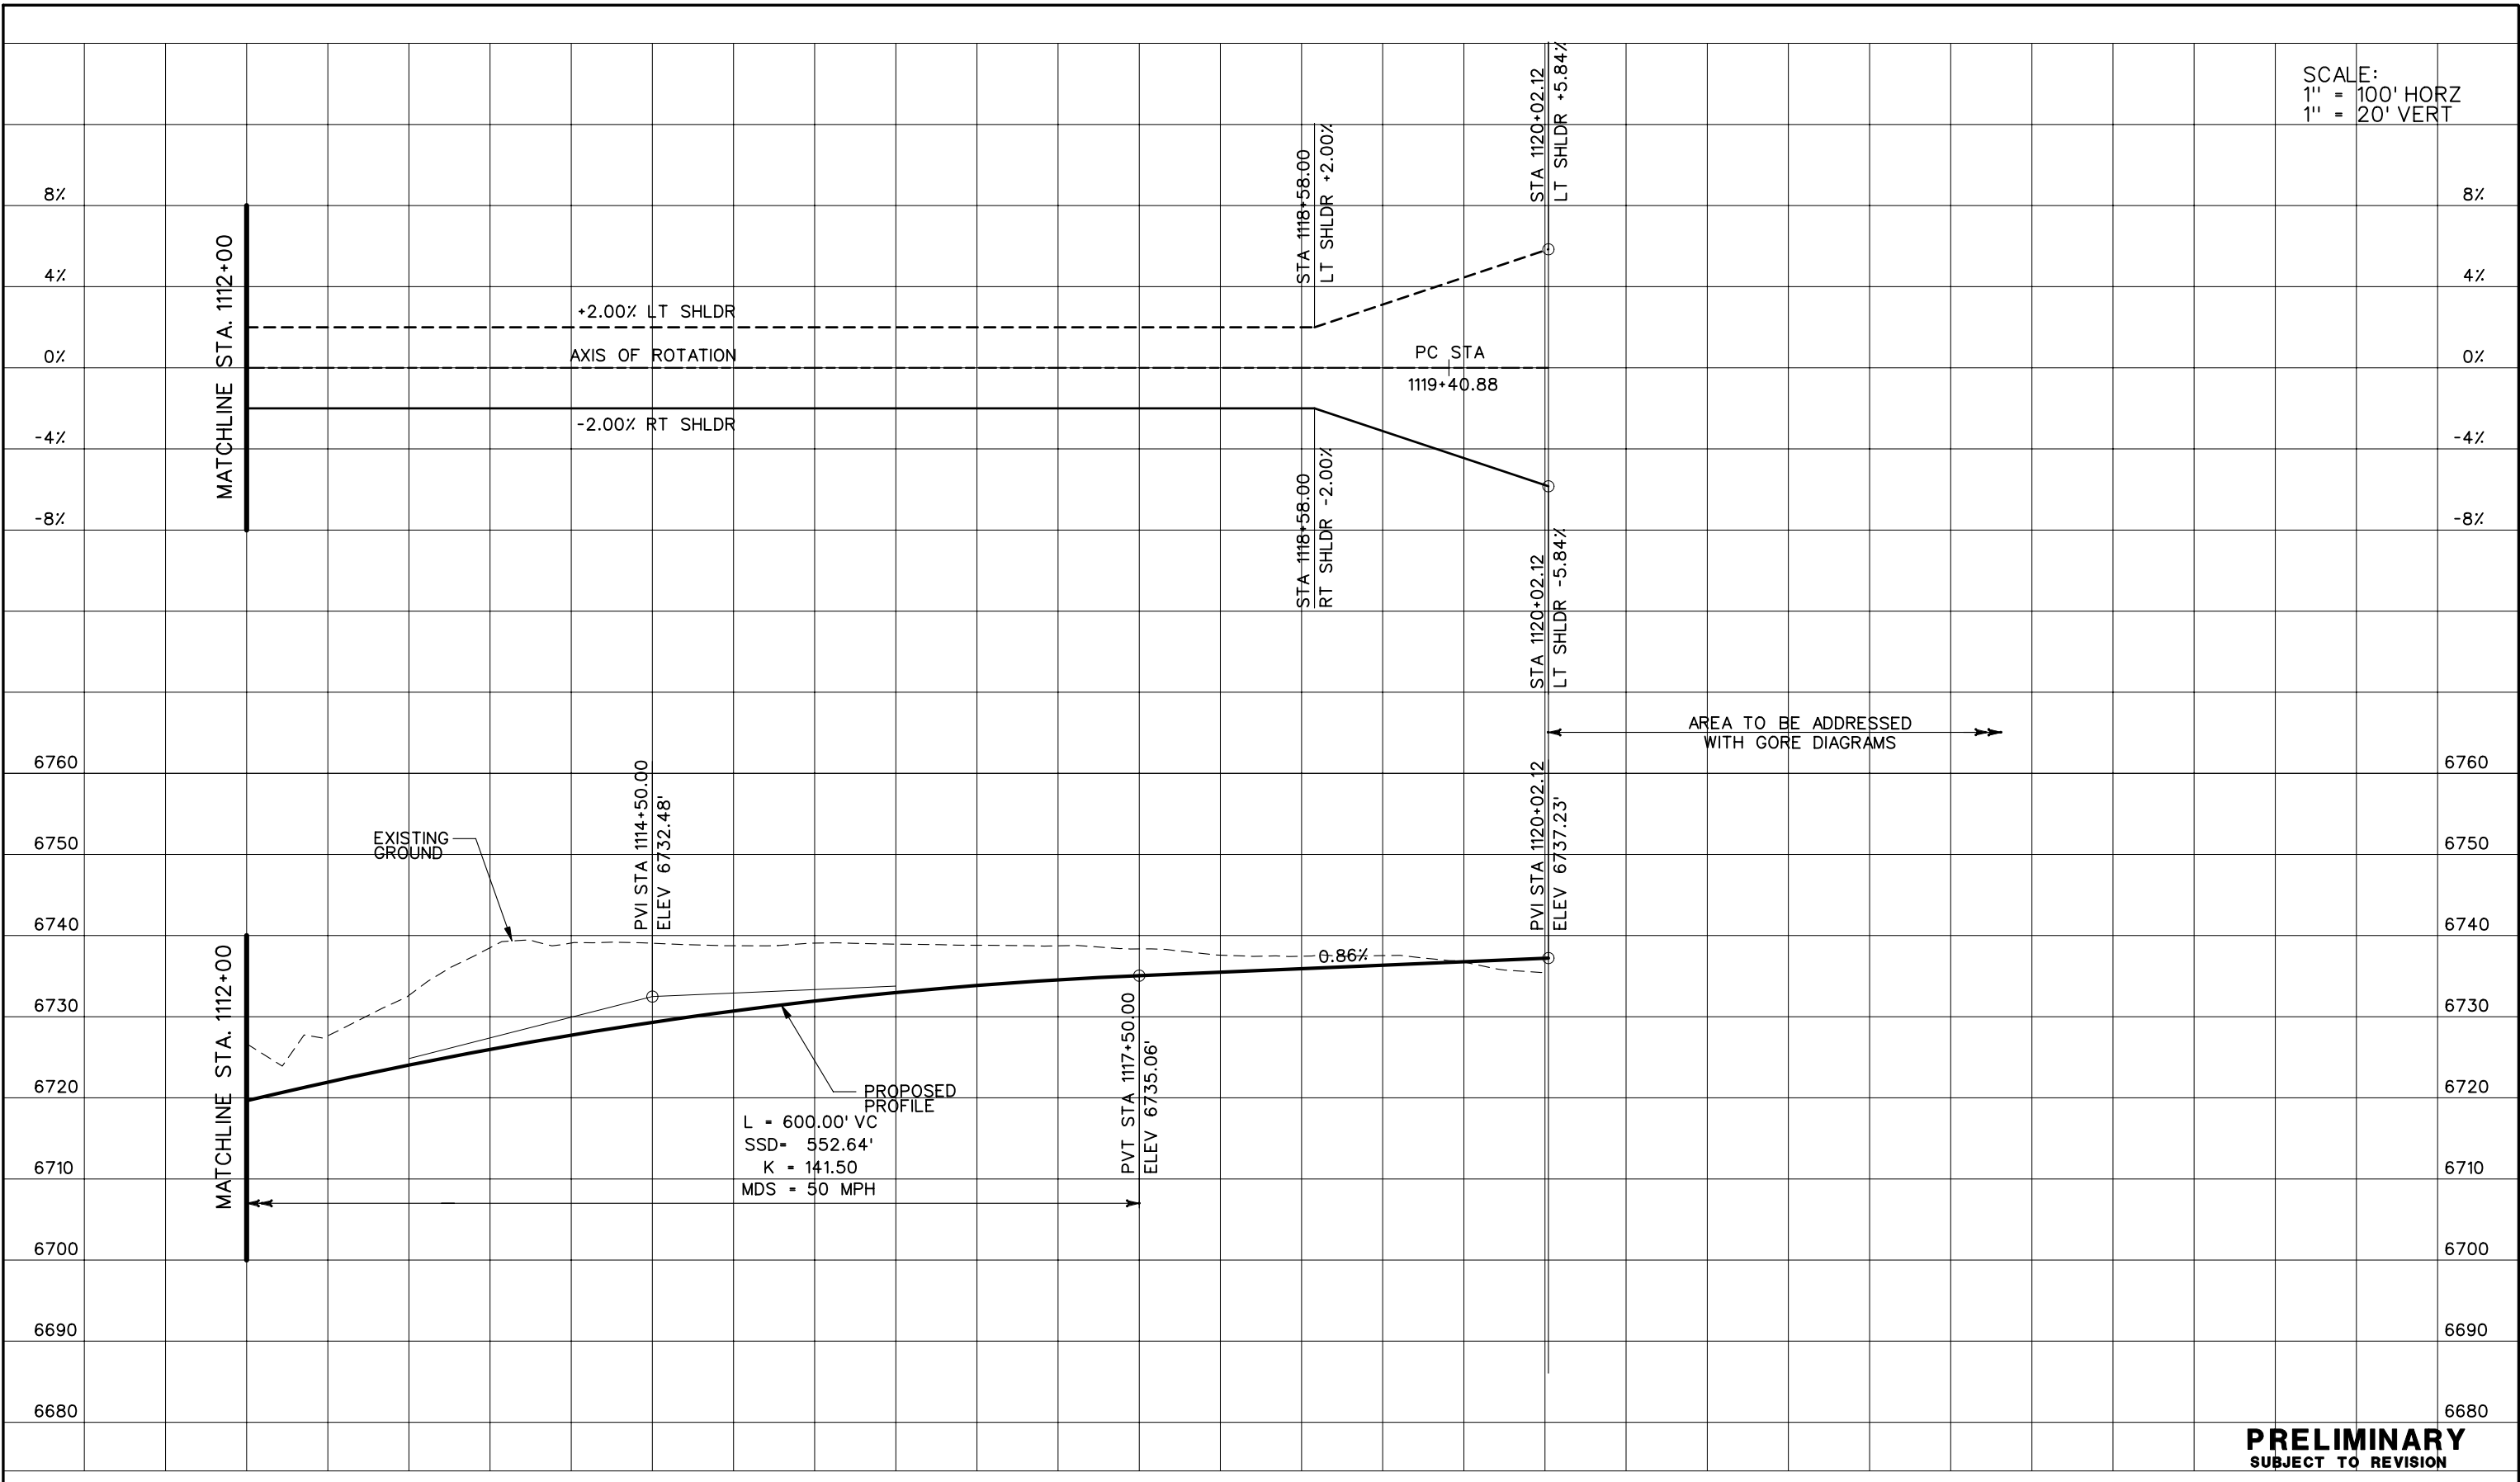 SCALE:
1" = 100' HORZ
1" = 20' VERT
STA 1120+02.12
LT SHLDR +5.84%
STA 1118+58.00
LT SHLDR +2.00%
8%
8%
4%
4%
0%
0%
-4%
-4%
-8%
-8%
MATCHLINE STA. 1112+00
+2.00% LT SHLDR
AXIS OF ROTATION
-2.00% RT SHLDR
PC STA
1119+40.88
STA 1118+58.00
RT SHLDR -2.00%
STA 1120+02.12
LT SHLDR -5.84%
AREA TO BE ADDRESSED
WITH GORE DIAGRAMS
6760
6760
PVI STA 1114+50.00
ELEV 6732.48'
PVI STA 1120+02.12
ELEV 6737.23'
EXISTING
GROUND
6750
6750
6740
6740
0.86%
MATCHLINE STA. 1112+00
6730
6730
PVT STA 1117+50.00
ELEV 6735.06'
6720
6720
PROPOSED
PROFILE
L = 600.00' VC
SSD= 552.64'
K = 141.50
MDS = 50 MPH
6710
6710
6700
6700
6690
6690
6680
6680
PRELIMINARY
SUBJECT TO REVISION